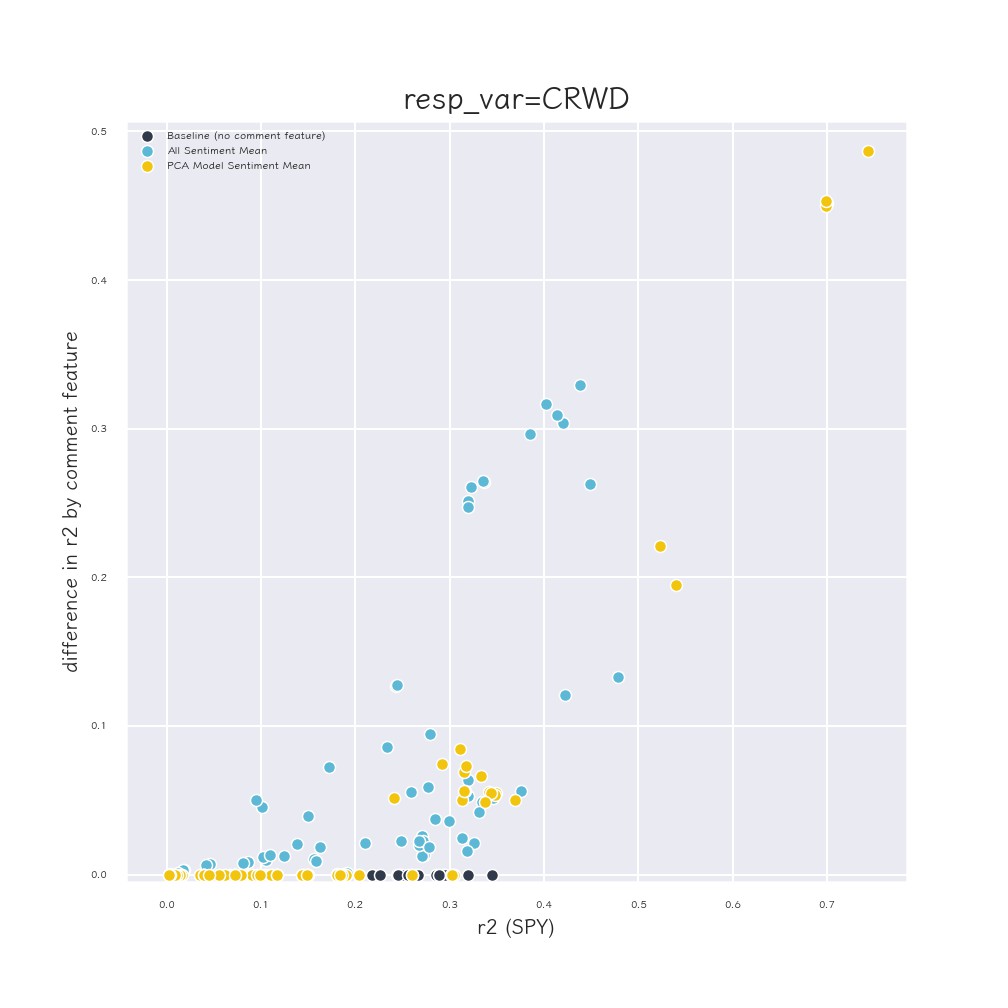 resp_var=CRWD
Baseline (no comment feature)
All Sentiment Mean
PCA Model Sentiment Mean
difference in r2 by comment feature
0.5
0.4
0.3
0.2
0.1
0.0
0.0 0.1 0.2 0.3 0.4 0.5 0.6 0.7
r2 (SPY)